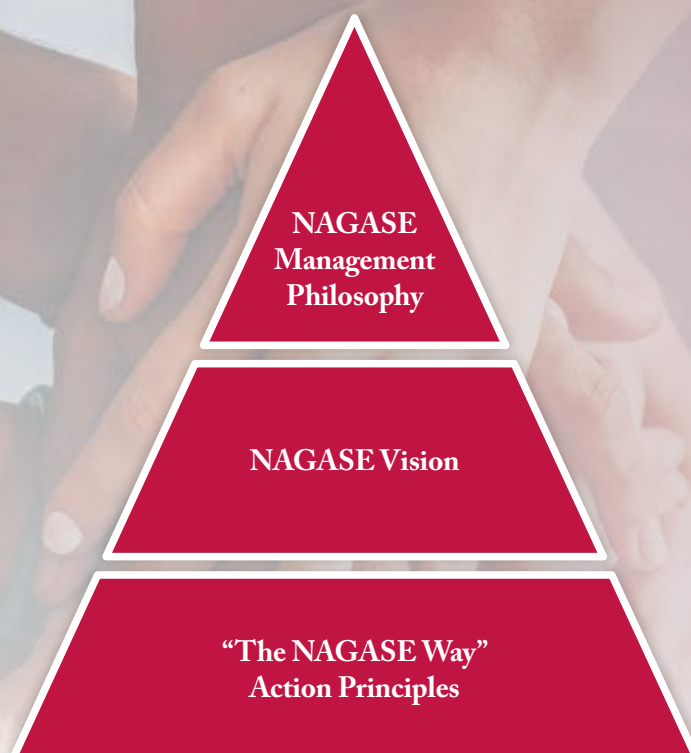 NAGASE
Management
Philosophy
NAGASE Vision
“The NAGASE Way”
Action Principles